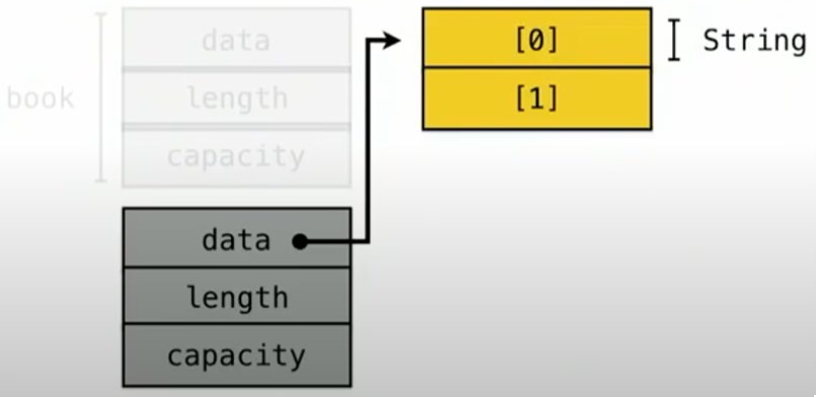 data
book
length
capacity
[0]
String
[1]
data
length
capacity